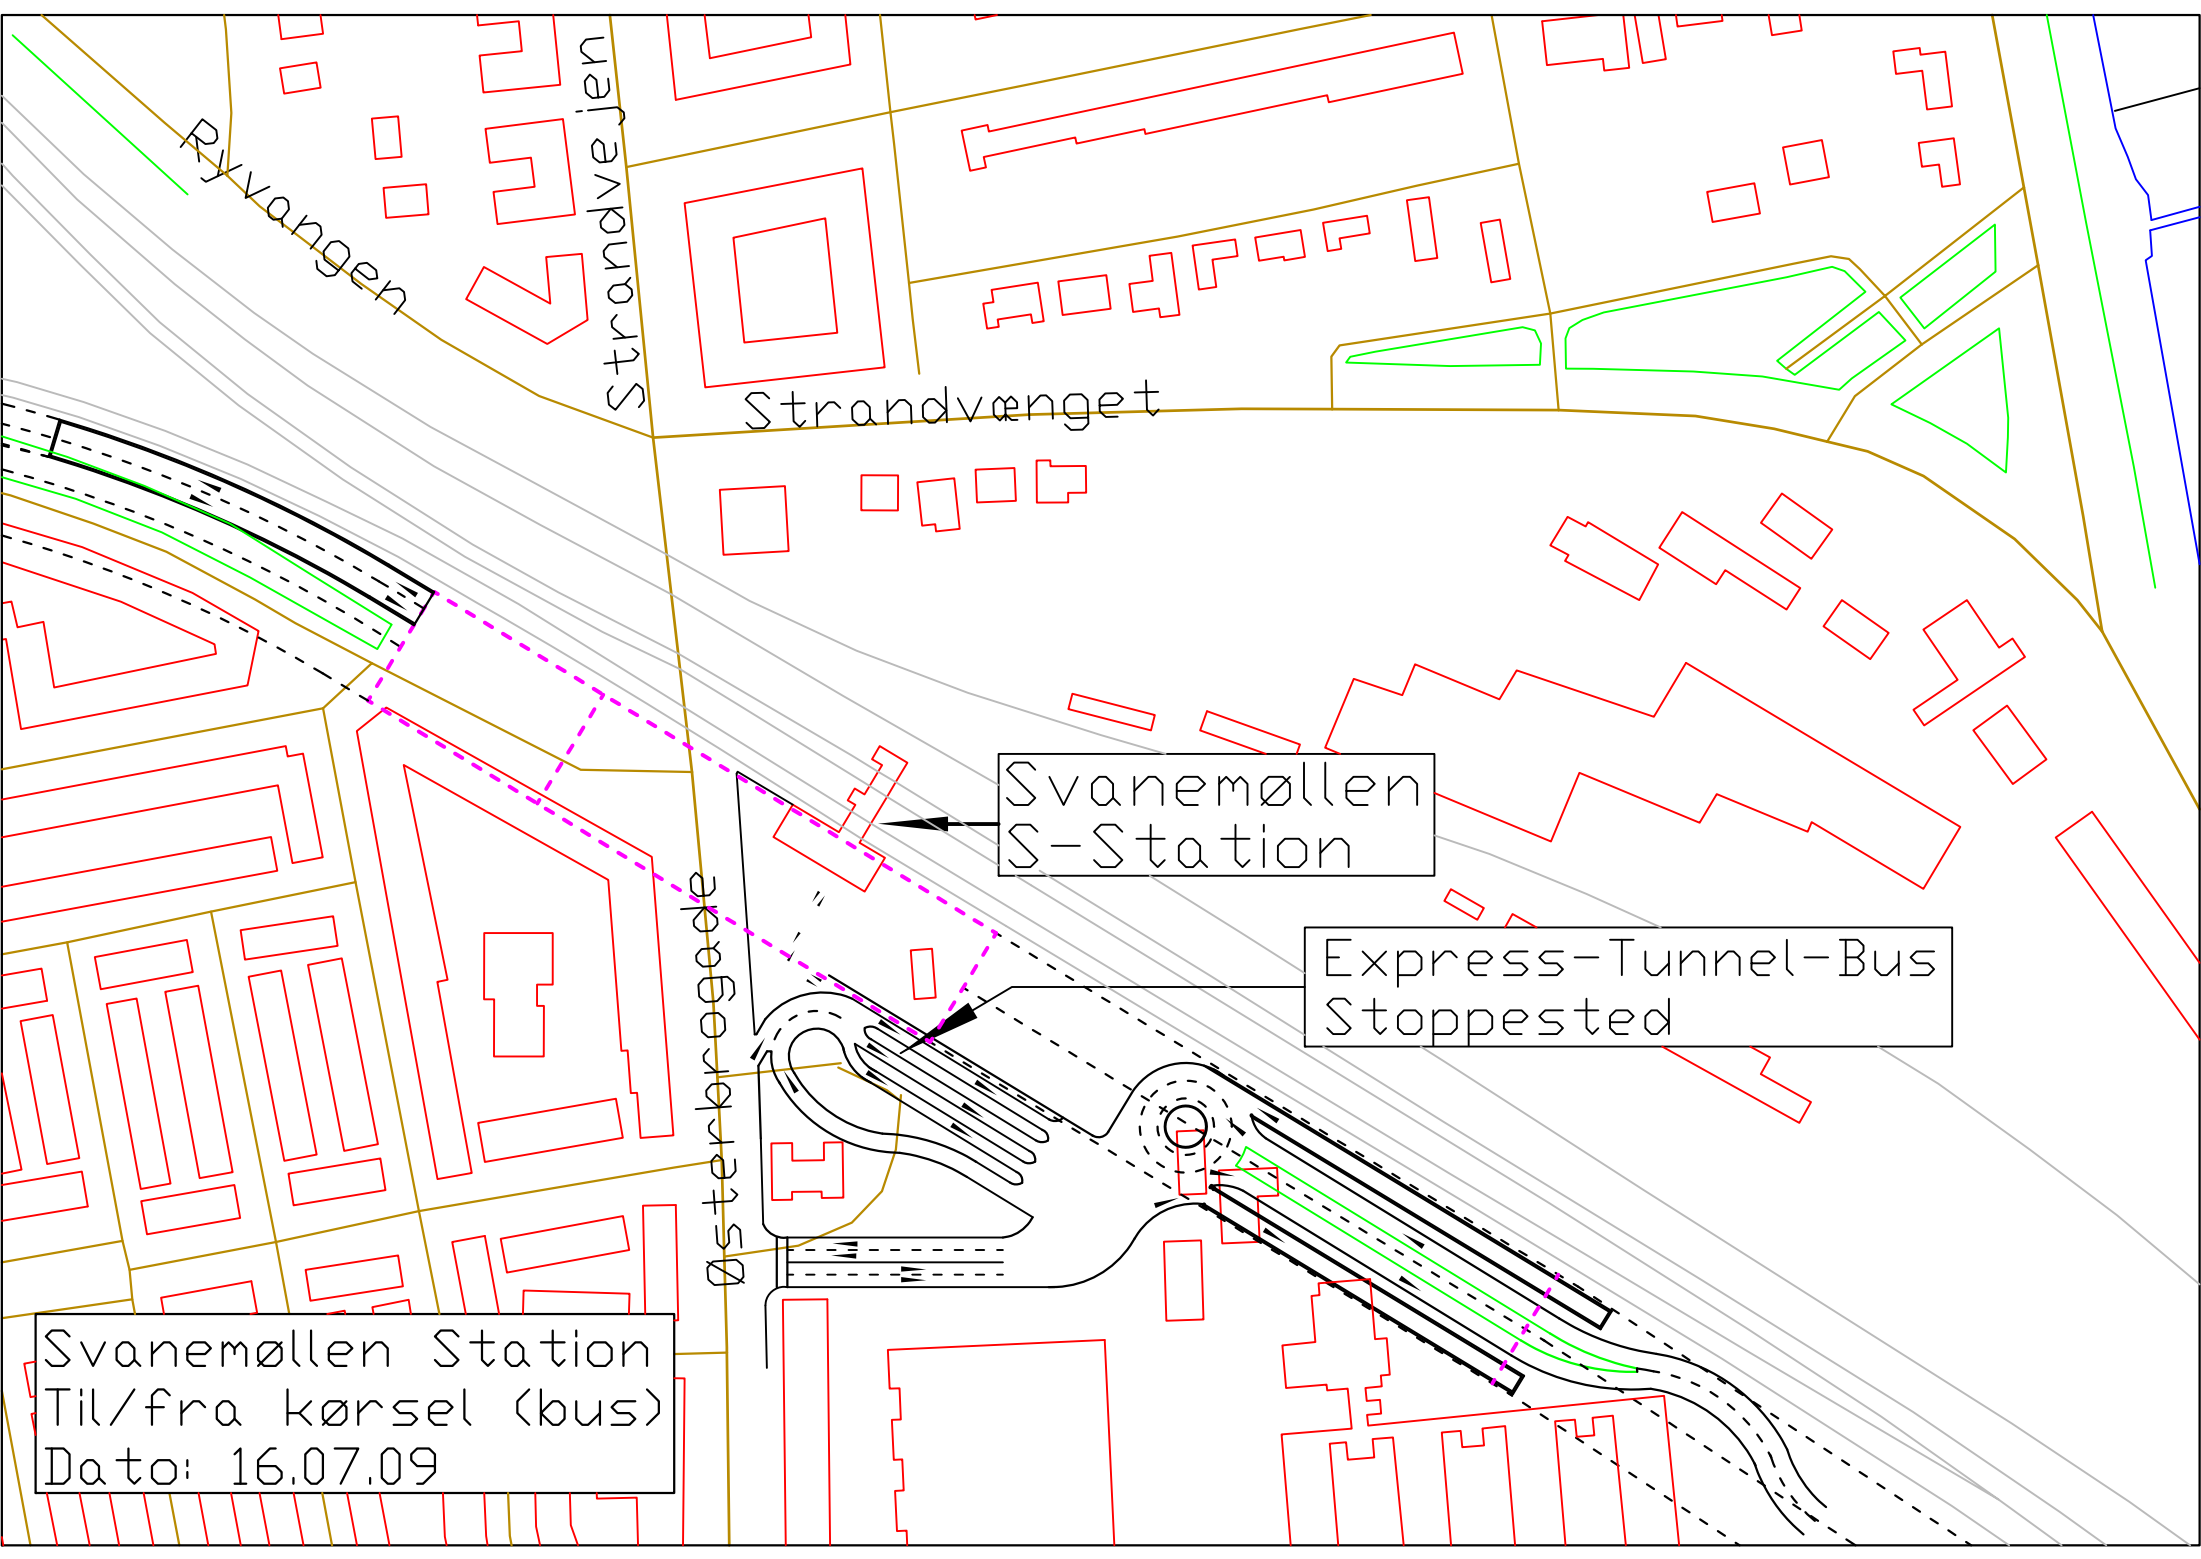 Ryvangen
Strandvejen
Strandvænget
Svanemøllen
S-Station
Express-Tunnel-Bus
Stoppested
Østerkorogade
Svanemøllen Station
Til/fra kørsel (bus)
Dato: 16.07.09